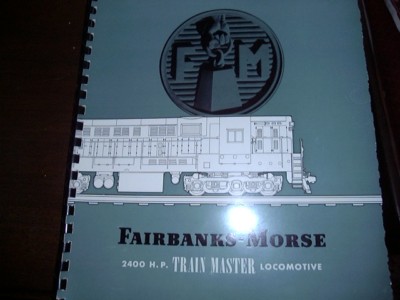 F M
FAIRBANKS-MORSE
2400 H.P. TRAIN MASTER LOCOMOTIVE